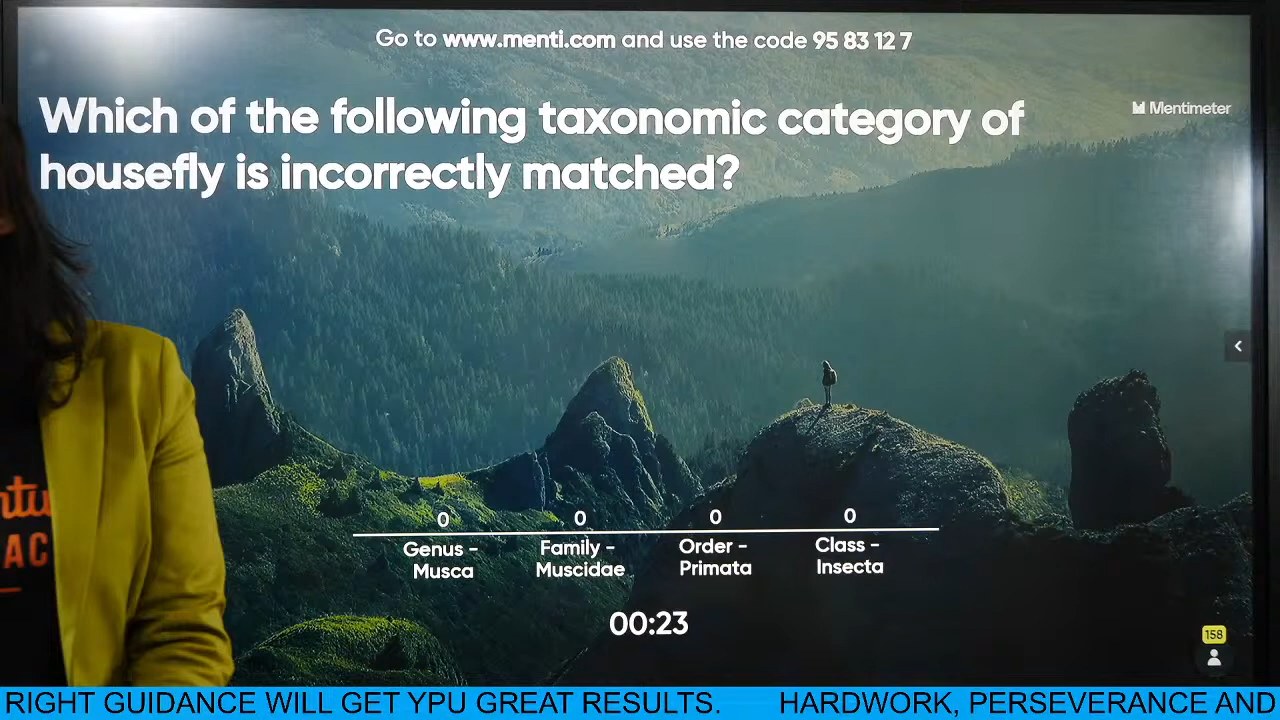 Go to www.menti.com and use the code 95 83 12 7
Mentimeter
Which of the following taxonomic category of
housefly is incorrectly matched?
0 0 0 0
Genus - Family - Order - Class -
Musca Muscidae Primata Insecta
00:23
158
RIGHT GUIDANCE WILL GET YPU GREAT RESULTS. HARDWORK, PERSEVERANCE AND